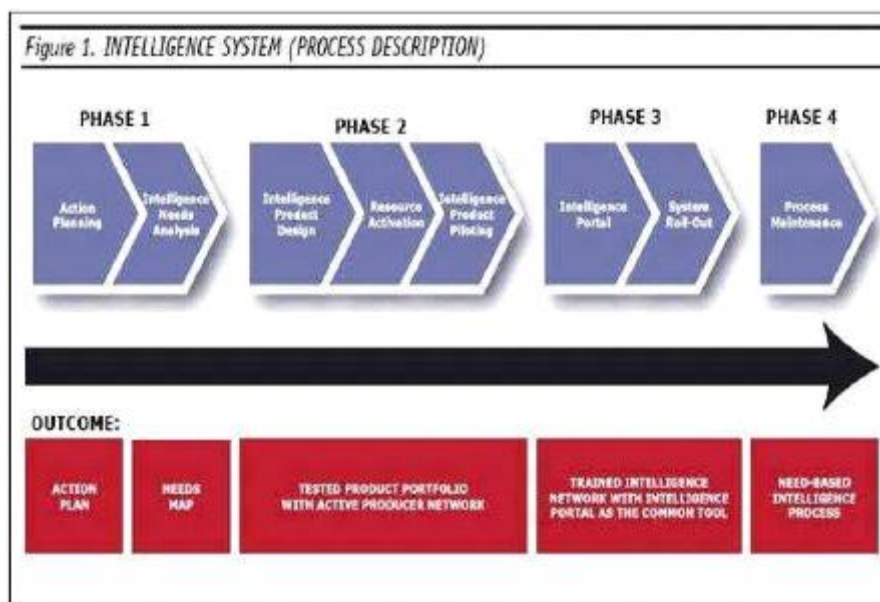 Figure 1. INTELLIGENCE SYSTEM (PROCESS DESCRIPTION)
PHASE 1
PHASE 2
PHASE 3
PHASE 4
Action
Planning
Intelligence
Needs
Analysis
Intelligence
Product
Design
Resource
Activation
Intelligence
Product
Piloting
Intelligence
Portal
System
Roll-Out
Process
Maintenance
OUTCOME:
ACTION
PLAN
NEEDS
MAP
TESTED PRODUCT PORTFOLIO
WITH ACTIVE PRODUCER NETWORK
TRAINED INTELLIGENCE
NETWORK WITH INTELLIGENCE
PORTAL AS THE COMMON TOOL
NEED-BASED
INTELLIGENCE
PROCESS